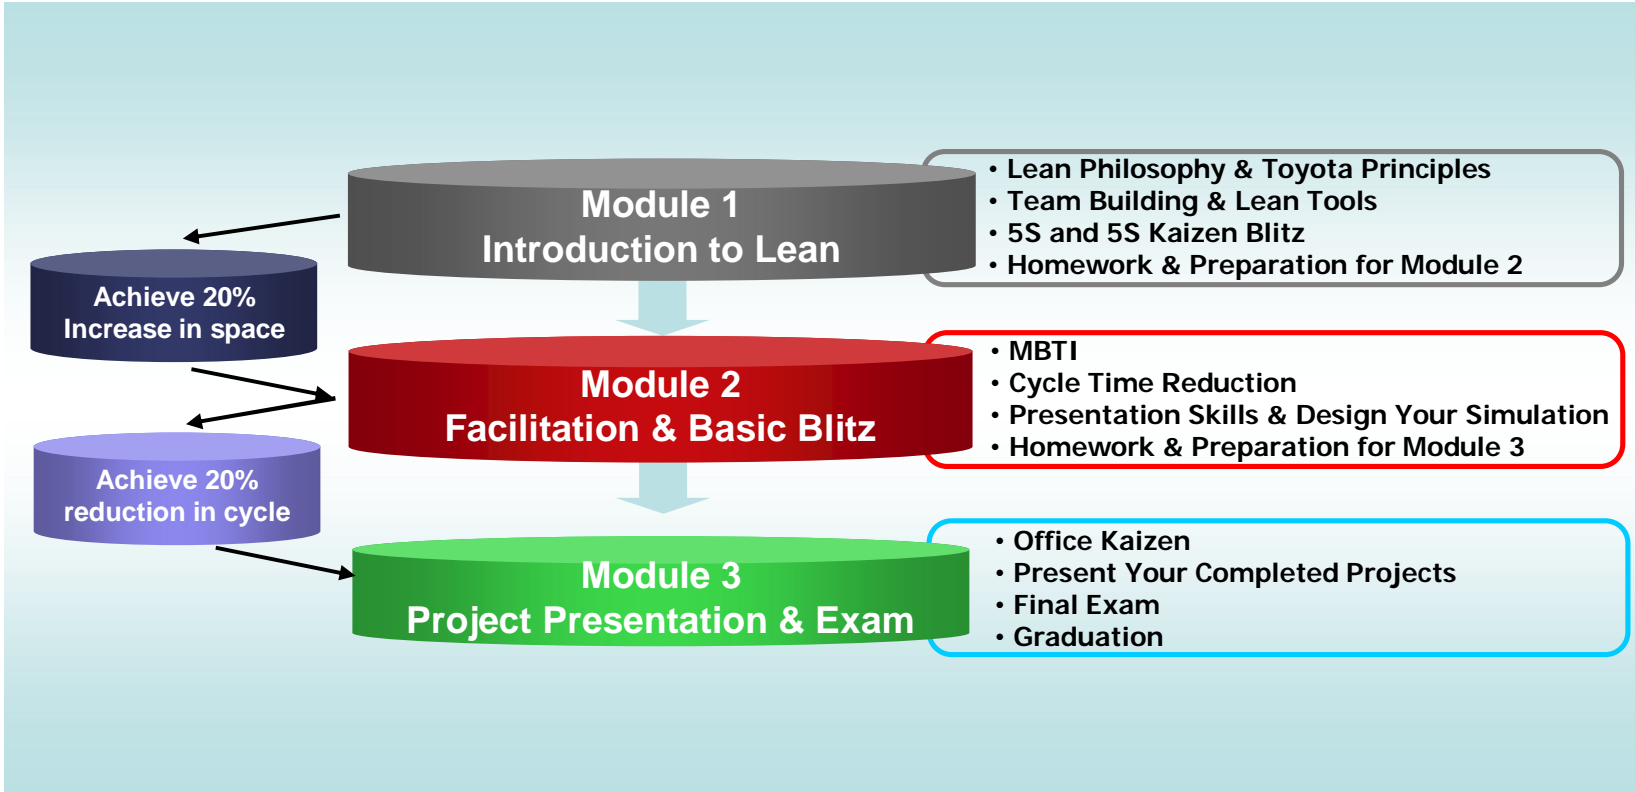 Module 1
Introduction to Lean
• Lean Philosophy & Toyota Principles
• Team Building & Lean Tools
• 5S and 5S Kaizen Blitz
• Homework & Preparation for Module 2
Achieve 20%
Increase in space
Module 2
Facilitation & Basic Blitz
• MBTI
• Cycle Time Reduction
• Presentation Skills & Design Your Simulation
• Homework & Preparation for Module 3
Achieve 20%
reduction in cycle
Module 3
Project Presentation & Exam
• Office Kaizen
• Present Your Completed Projects
• Final Exam
• Graduation